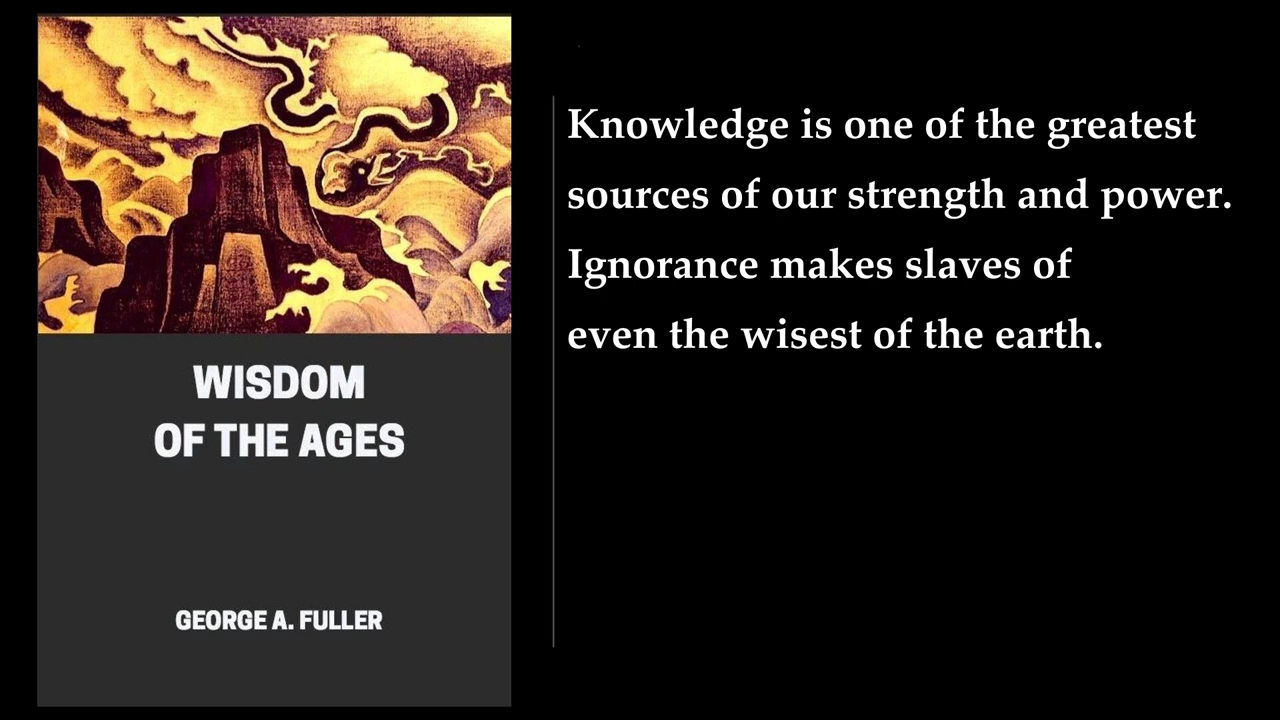 WISDOM
OF THE AGES
GEORGE A. FULLER
Knowledge is one of the greatest
sources of our strength and power.
Ignorance makes slaves of
even the wisest of the earth.